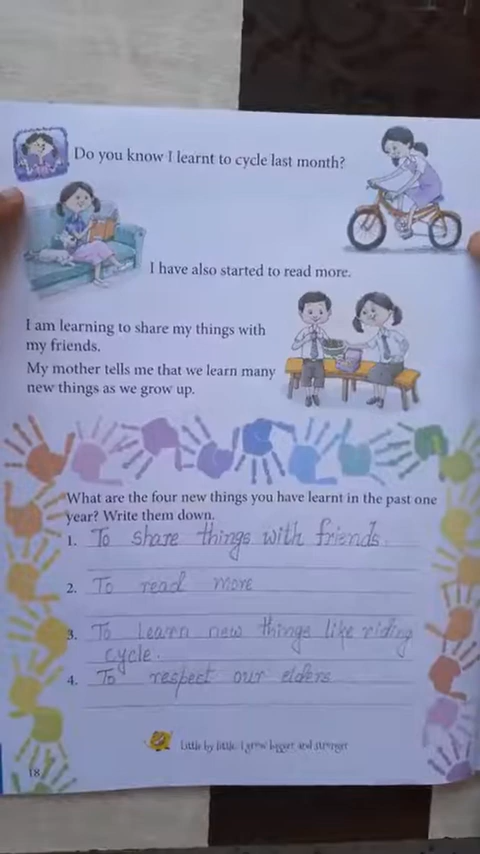 Do you know I learnt to cycle last month?
I have also started to read more.
I am learning to share my things with
my friends.
My mother tells me that we learn many
new things as we grow up.
What are the four new things you have learnt in the past one
year? Write them down.
1. To share things with friends.
2. To read more
3. To Learn new things like riding
cycle.
4. To respect our elders
Little by little, I grow bigger and stronger
18